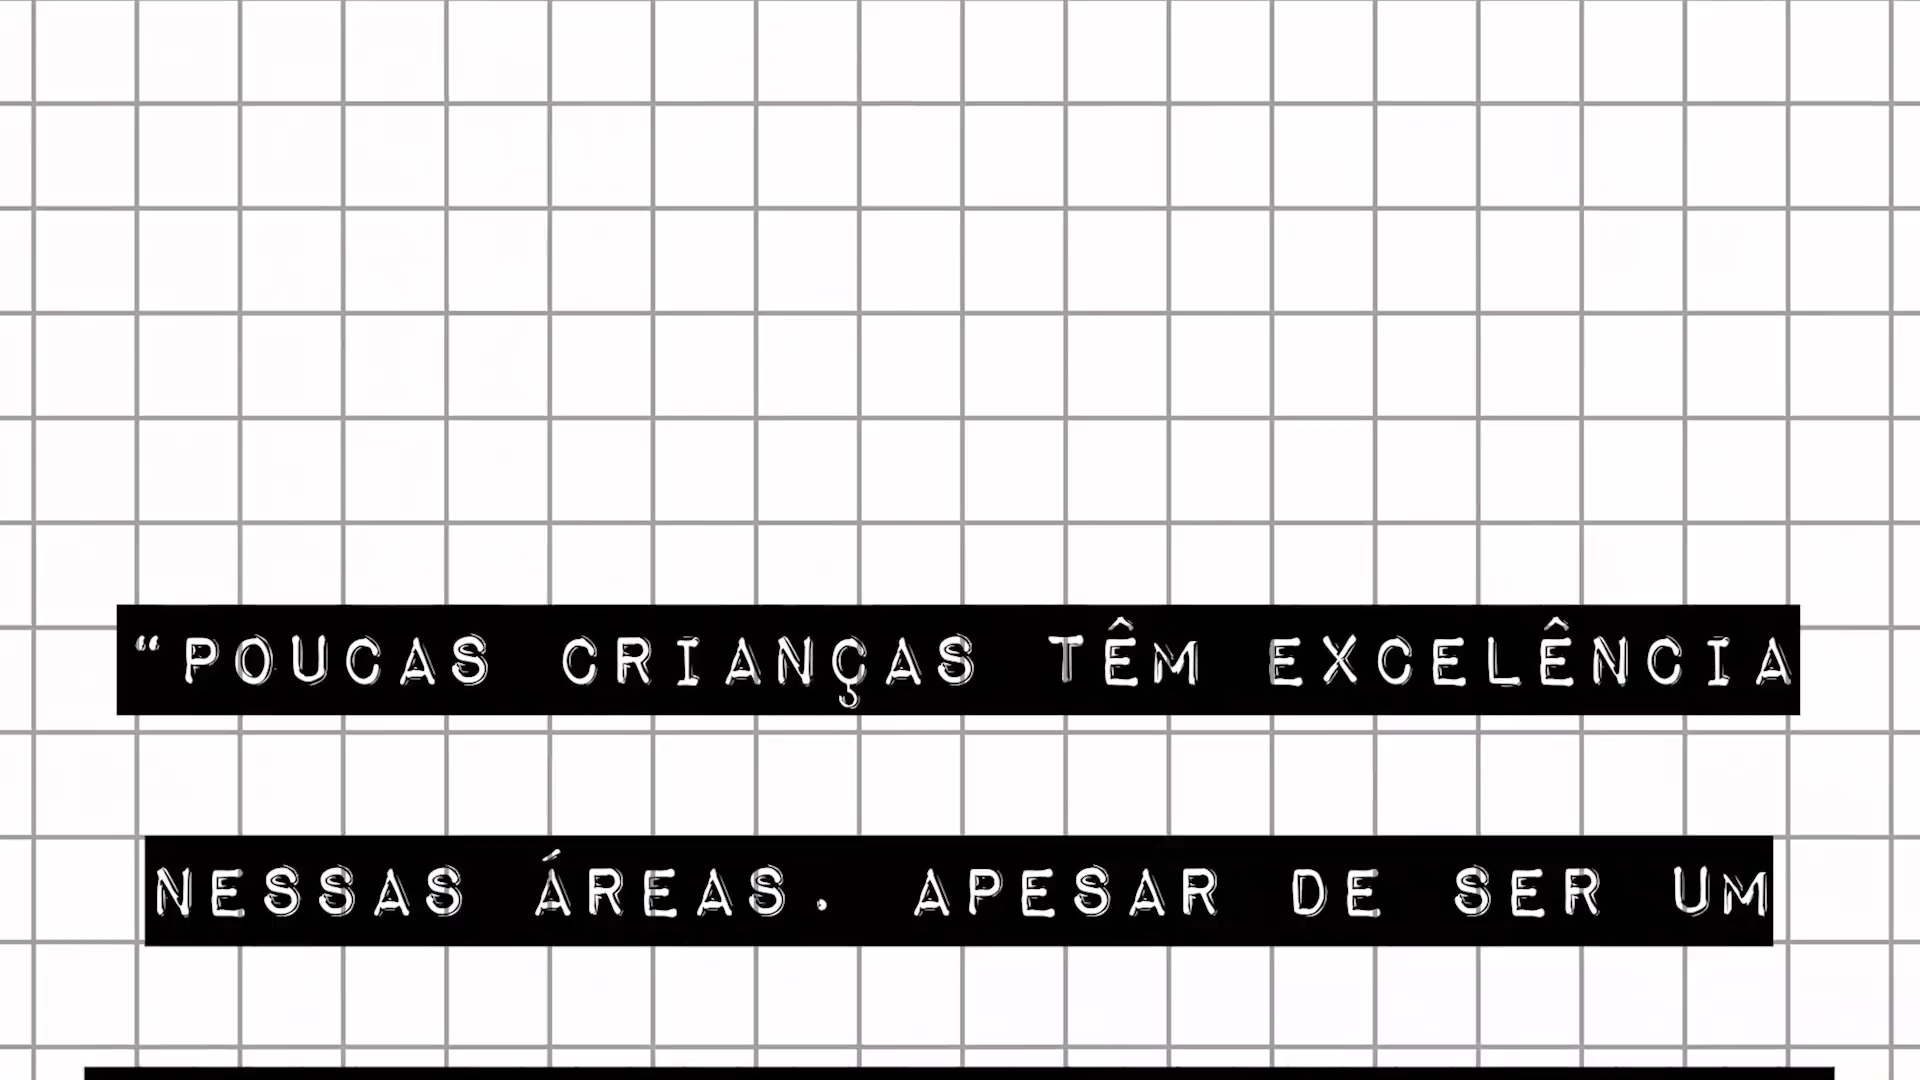 “POUCAS CRIANÇAS TÊM EXCELÊNCIA
NESSAS ÁREAS. APESAR DE SER UM